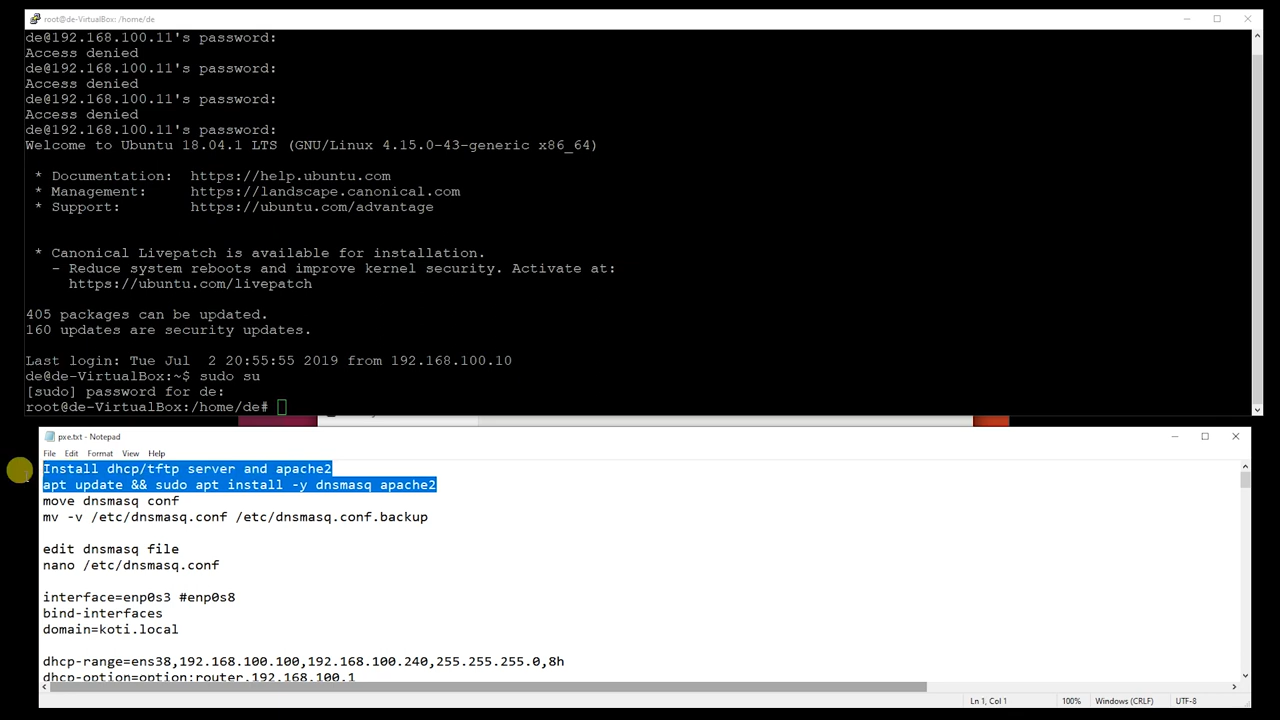 root@de-VirtualBox: /home/de
de@192.168.100.11's password:
Access denied
de@192.168.100.11's password:
Access denied
de@192.168.100.11's password:
Access denied
de@192.168.100.11's password:
Welcome to Ubuntu 18.04.1 LTS (GNU/Linux 4.15.0-43-generic x86_64)
* Documentation:  https://help.ubuntu.com
* Management:     https://landscape.canonical.com
* Support:        https://ubuntu.com/advantage
* Canonical Livepatch is available for installation.
- Reduce system reboots and improve kernel security. Activate at:
https://ubuntu.com/livepatch
405 packages can be updated.
160 updates are security updates.
Last login: Tue Jul  2 20:55:55 2019 from 192.168.100.10
de@de-VirtualBox:~$ sudo su
[sudo] password for de:
root@de-VirtualBox:/home/de#
pxe.txt - Notepad
File Edit Format View Help
Install dhcp/tftp server and apache2
apt update && sudo apt install -y dnsmasq apache2
move dnsmasq conf
mv -v /etc/dnsmasq.conf /etc/dnsmasq.conf.backup
edit dnsmasq file
nano /etc/dnsmasq.conf
interface=enp0s3 #enp0s8
bind-interfaces
domain=koti.local
dhcp-range=ens38,192.168.100.100,192.168.100.240,255.255.255.0,8h
dhcp-option=option:router,192.168.100.1
Ln 1, Col 1 100% Windows (CRLF) UTF-8